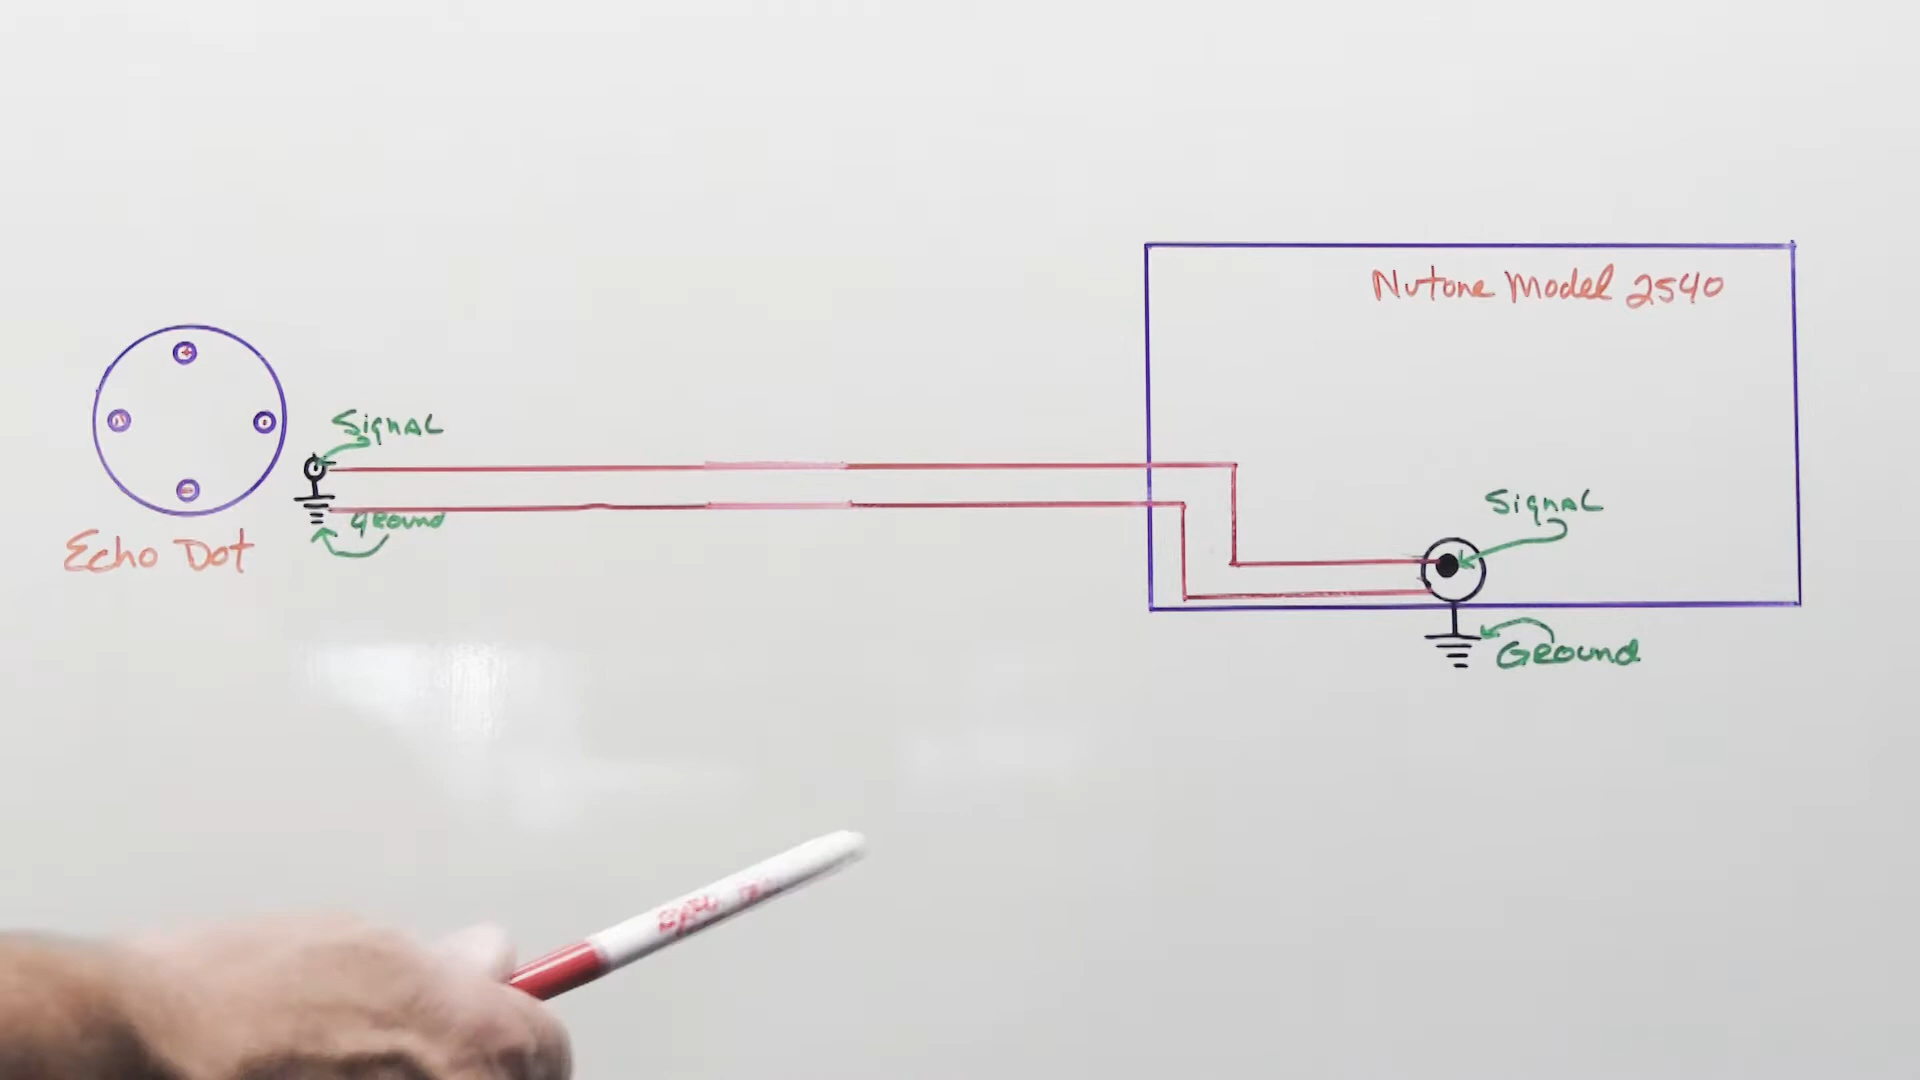 Nutone Model 2540
Signal
Ground
Echo Dot
Signal
Ground